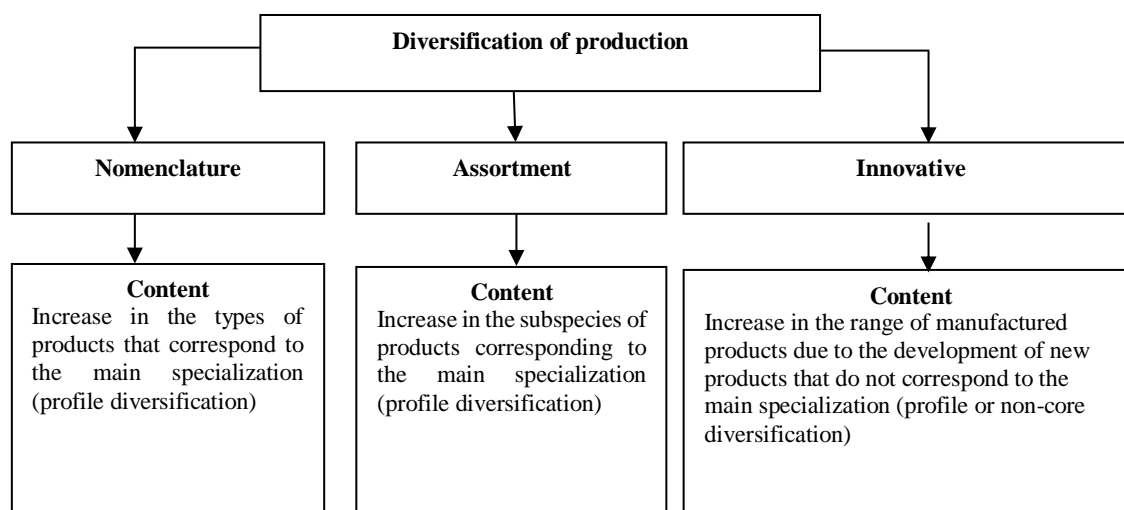 Diversification of production
Nomenclature
Assortment
Innovative
Content
Increase in the types of
products that correspond to
the main specialization
(profile diversification)
Content
Increase in the subspecies of
products corresponding to
the main specialization
(profile diversification)
Content
Increase in the range of manufactured
products due to the development of new
products that do not correspond to the
main specialization (profile or non-core
diversification)